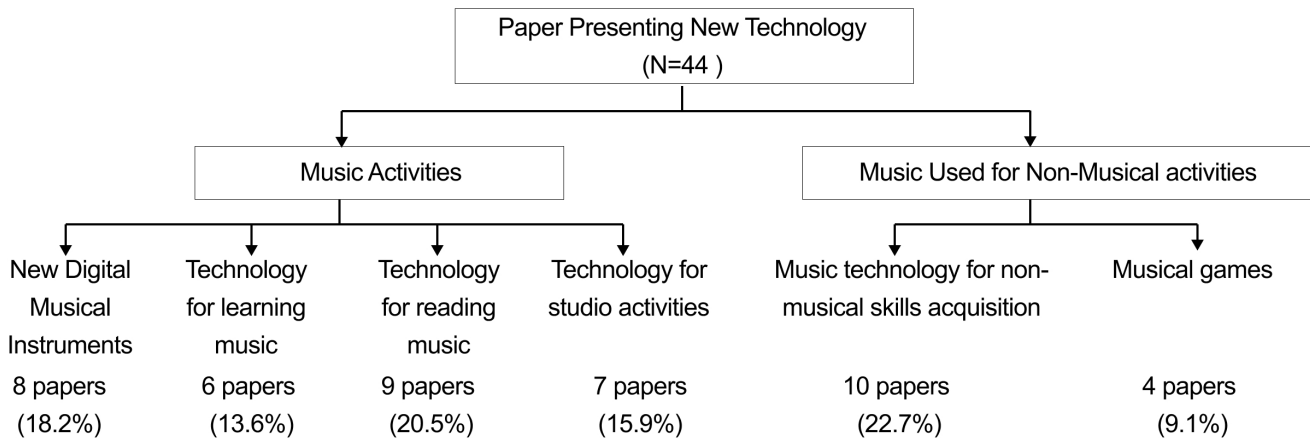 Paper Presenting New Technology
(N=44 )
Music Activities
Music Used for Non-Musical activities
New Digital
Musical
Instruments
8 papers
(18.2%)
Technology
for learning
music
6 papers
(13.6%)
Technology
for reading
music
9 papers
(20.5%)
Technology for
studio activities
7 papers
(15.9%)
Music technology for non-
musical skills acquisition
10 papers
(22.7%)
Musical games
4 papers
(9.1%)